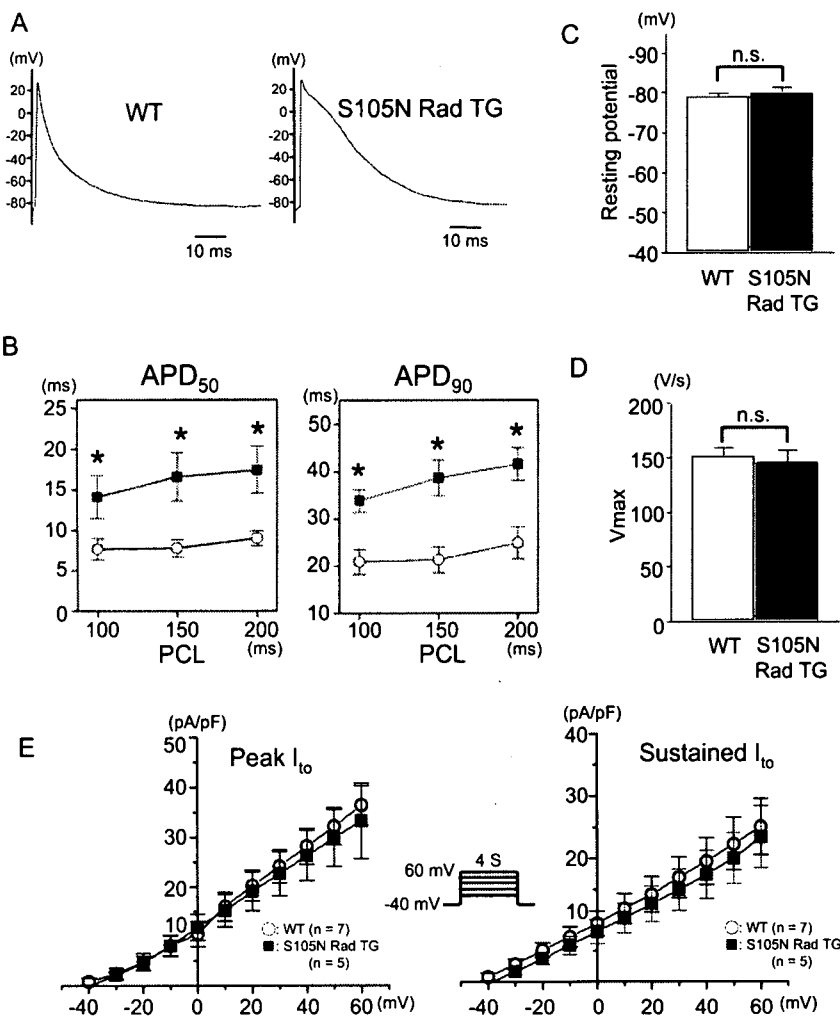 A
(mV)
20
0
-20
-40
-60
-80
WT
10 ms
(mV)
20
0
-20
-40
-60
-80
S105N Rad TG
10 ms
C
(mV)
-90
-80
-70
-60
-50
-40
Resting potential
n.s.
WT S105N
Rad TG
B
APD50
(ms)
25
20
15
10
5
0
* * *
100 150 200
PCL (ms)
APD90
(ms)
50
40
30
20
10
* * *
100 150 200
PCL (ms)
D
(V/s)
200
150
100
50
0
Vmax
n.s.
WT S105N
Rad TG
E
(pA/pF)
50
40
30
20
10
Peak Ito
: WT (n = 7)
: S105N Rad TG
(n = 5)
-40 -20 0 20 40 60 (mV)
4 S
60 mV
-40 mV
(pA/pF)
40
30
20
10
Sustained Ito
: WT (n = 7)
: S105N Rad TG
(n = 5)
-40 -20 0 20 40 60 (mV)